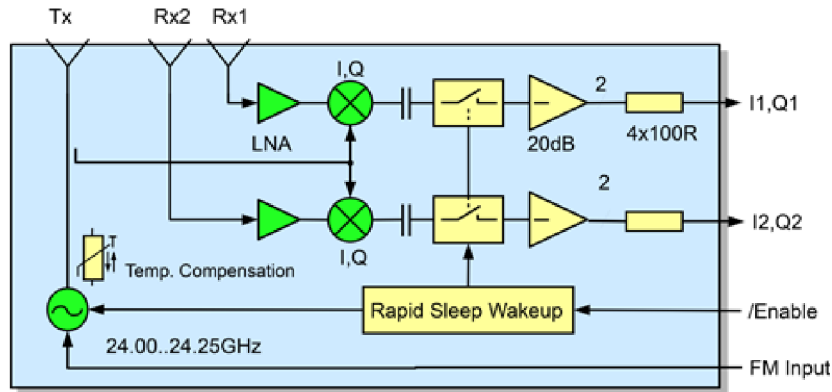 Tx Rx2 Rx1
I,Q
2
I1,Q1
LNA
20dB
4x100R
2
I2,Q2
I,Q
T
Temp. Compensation
Rapid Sleep Wakeup
/Enable
24.00..24.25GHz
FM Input